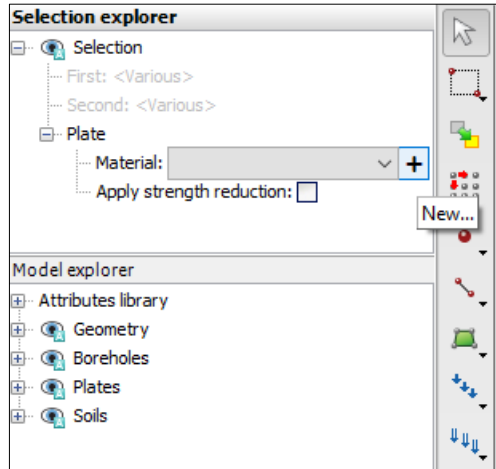 Selection explorer
Selection
First: <Various>
Second: <Various>
Plate
Material:
Apply strength reduction:
New...
Model explorer
Attributes library
Geometry
Boreholes
Plates
Soils